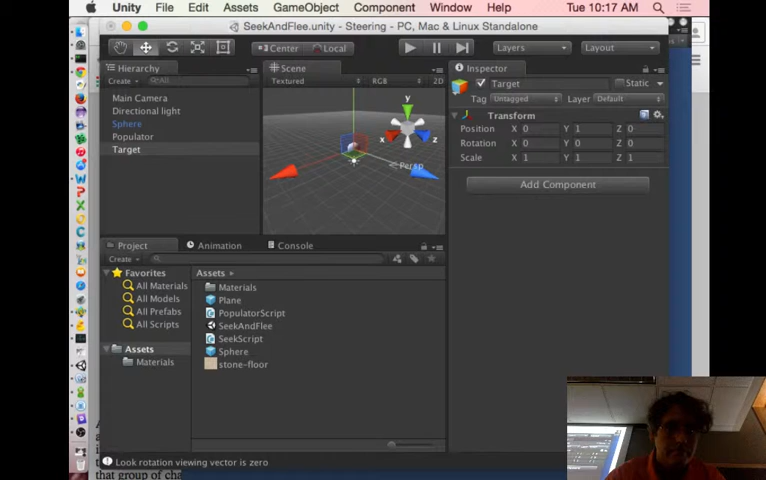 Unity File Edit Assets GameObject Component Window Help Tue 10:17 AM
SeekAndFlee.unity - Steering - PC, Mac & Linux Standalone
Center Local Layers Layout
Hierarchy
Create All
Main Camera
Directional light
Sphere
Populator
Target
Scene
Textured RGB 2D
y
x z
Persp
Inspector
Target Static
Tag Untagged Layer Default
Transform
Position X 0 Y 1 Z 0
Rotation X 0 Y 0 Z 0
Scale X 1 Y 1 Z 1
Add Component
Project Animation Console
Create
Favorites
All Materials
All Models
All Prefabs
All Scripts
Assets
Materials
Assets
Materials
Plane
PopulatorScript
SeekAndFlee
SeekScript
Sphere
stone-floor
Look rotation viewing vector is zero
that group of cha